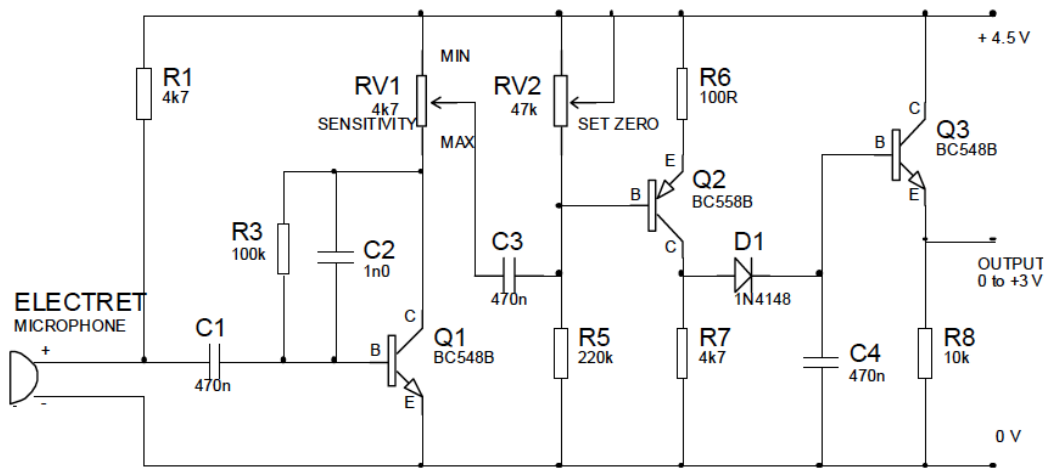 + 4.5 V
R1
4k7
RV1
4k7
SENSITIVITY
MIN
MAX
RV2
47k
SET ZERO
R6
100R
C
B
E
Q3
BC548B
E
B
C
Q2
BC558B
R3
100k
C2
1n0
C3
470n
D1
1N4148
OUTPUT
0 to +3 V
ELECTRET
MICROPHONE
+
-
-
-
C1
470n
C
B
E
Q1
BC548B
R5
220k
R7
4k7
C4
470n
R8
10k
0 V